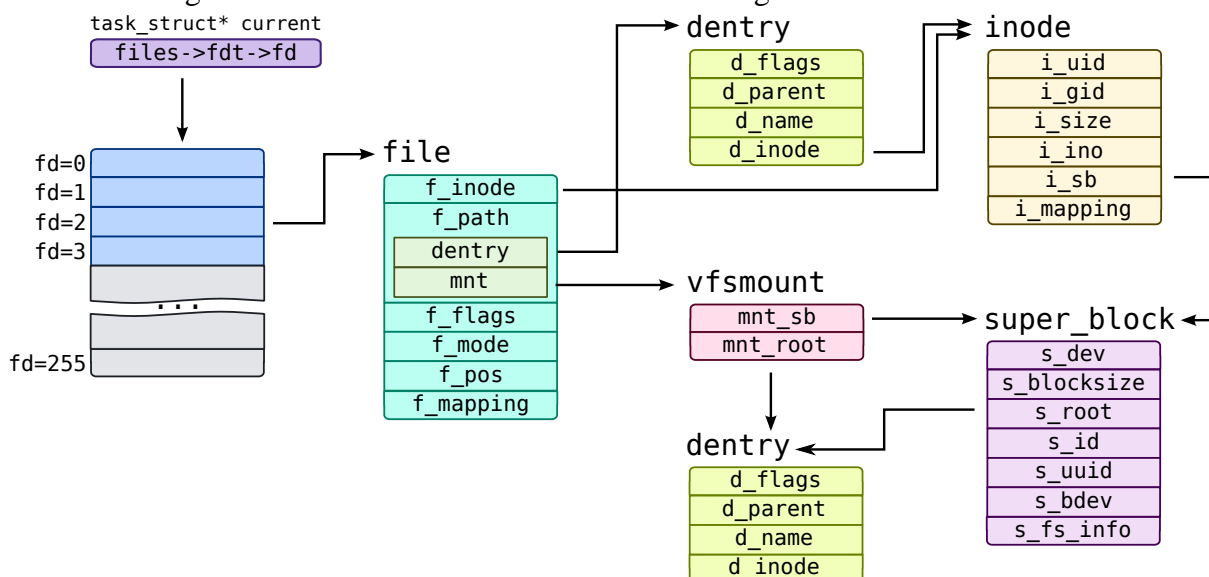 task_struct* current
files->fdt->fd
fd=0
fd=1
fd=2
fd=3
...
fd=255
file
f_inode
f_path
dentry
mnt
f_flags
f_mode
f_pos
f_mapping
dentry
d_flags
d_parent
d_name
d_inode
vfsmount
mnt_sb
mnt_root
dentry
d_flags
d_parent
d_name
d_inode
inode
i_uid
i_gid
i_size
i_ino
i_sb
i_mapping
super_block
s_dev
s_blocksize
s_root
s_id
s_uuid
s_bdev
s_fs_info